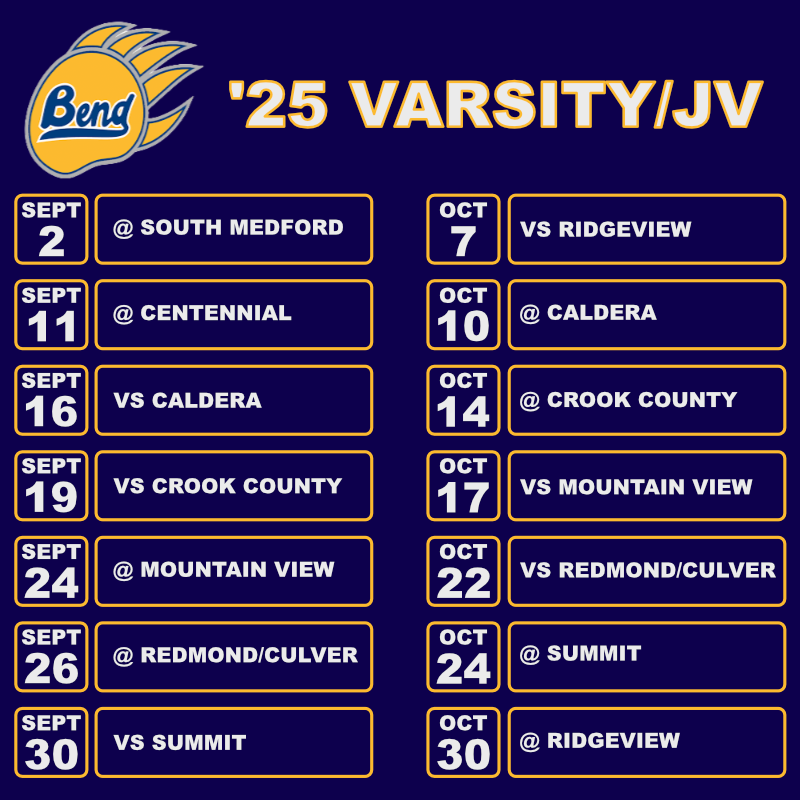 Bend
'25 VARSITY/JV
SEPT
2
@ SOUTH MEDFORD
SEPT
11
@ CENTENNIAL
SEPT
16
VS CALDERA
SEPT
19
VS CROOK COUNTY
SEPT
24
@ MOUNTAIN VIEW
SEPT
26
@ REDMOND/CULVER
SEPT
30
VS SUMMIT
OCT
7
VS RIDGEVIEW
OCT
10
@ CALDERA
OCT
14
@ CROOK COUNTY
OCT
17
VS MOUNTAIN VIEW
OCT
22
VS REDMOND/CULVER
OCT
24
@ SUMMIT
OCT
30
@ RIDGEVIEW